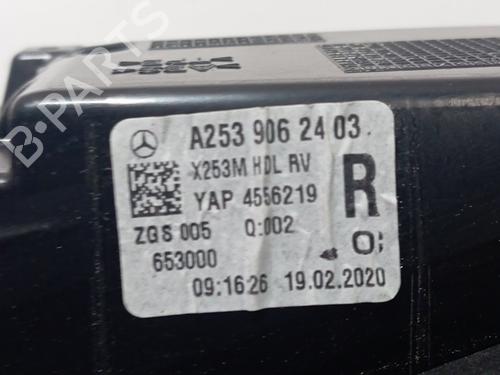 A253 906 24 03
X253M HDL RV
YAP 4556219
R
ZGS 005 Q:002
653000
09:16:26 19.02.2020